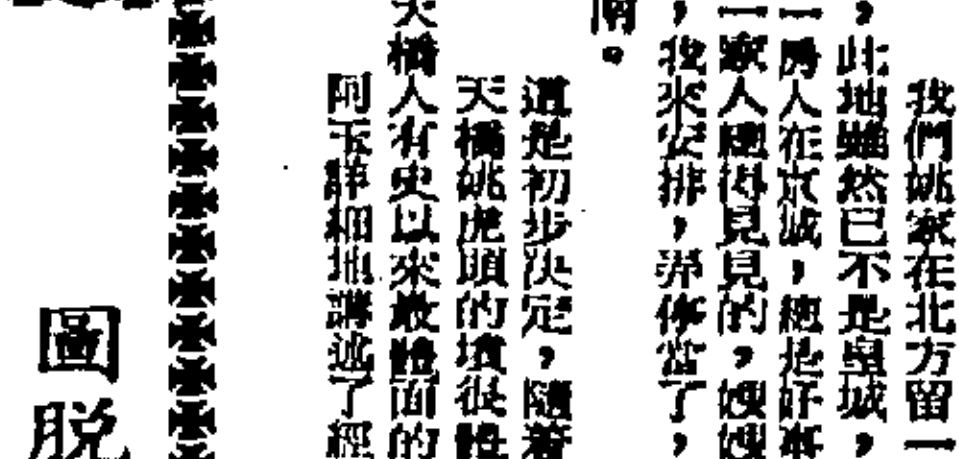 我們姚家在北方留一
，此地雖然已不是皇城，
一房人在京城，總是好事
一家人總得見見的，嫂嫂
，我來安排，弄停當了，
南。
這是初步決定，隨着
天橋姚虎頭的墳很體
天橋人有史以來最體面的
阿玉詳細地講述了經
圖脫